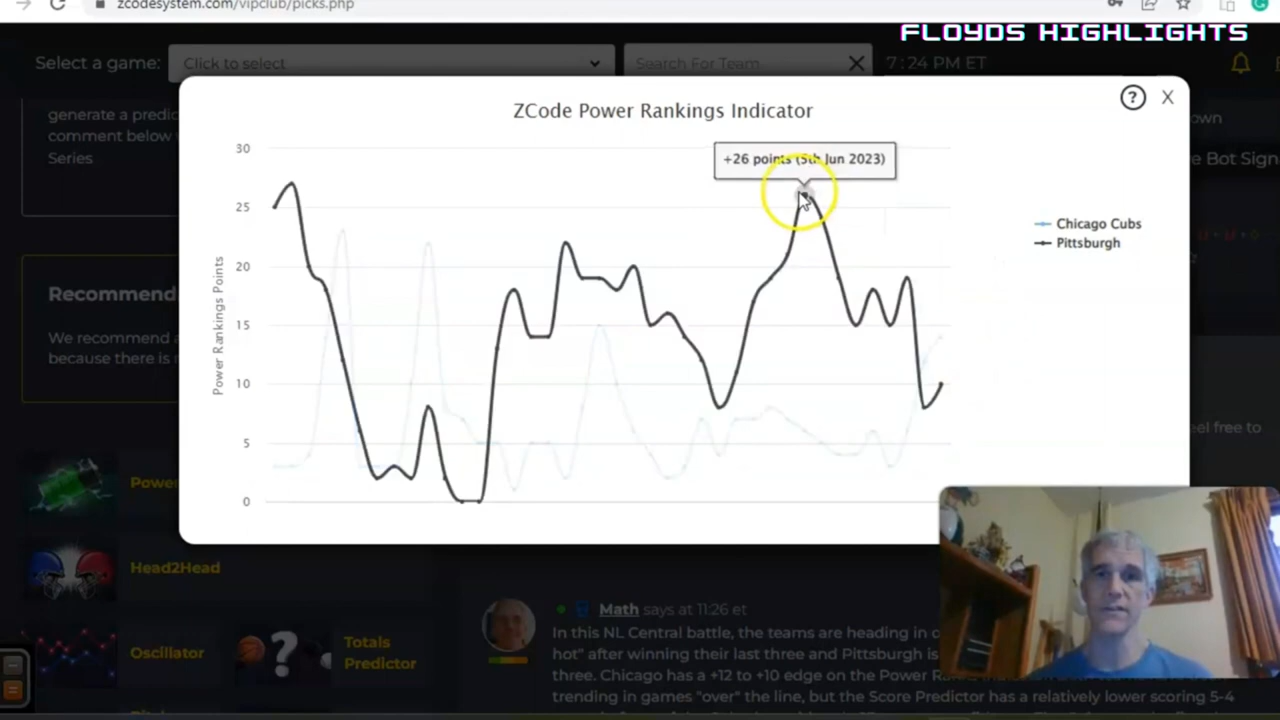 zcodesystem.com/vipclub/picks.php
FLOYDS HIGHLIGHTS
Select a game:
Click to select
Search For Team
7:24 PM ET
generate a predic
comment below
Series
own
e Bot Sign
ZCode Power Rankings Indicator
?
X
+26 points (5th Jun 2023)
30
25
20
15
10
5
0
Power Rankings Points
Chicago Cubs
Pittsburgh
Recommend
We recommend a
because there is
eel free to
Power
Head2Head
Oscillator
?
Totals
Predictor
Math says at 11:26 et
In this NL Central battle, the teams are heading in
hot" after winning their last three and Pittsburgh is
three. Chicago has a +12 to +10 edge on the Power
trending in games "over" the line, but the Score Predictor has a relatively lower scoring 5-4